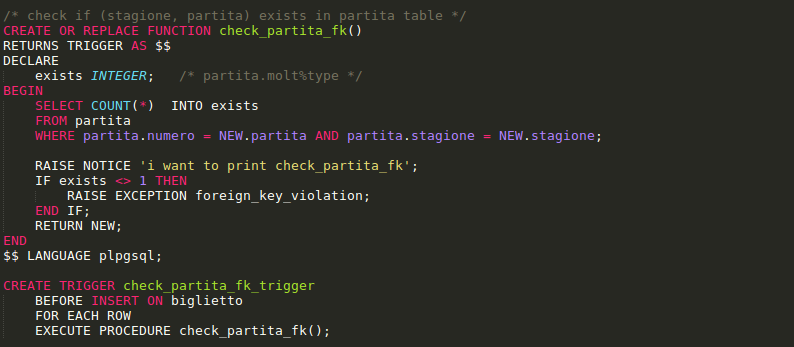 /* check if (stagione, partita) exists in partita table */
CREATE OR REPLACE FUNCTION check_partita_fk()
RETURNS TRIGGER AS $$
DECLARE
    exists INTEGER;   /* partita.molt%type */
BEGIN
    SELECT COUNT(*)  INTO exists
    FROM partita
    WHERE partita.numero = NEW.partita AND partita.stagione = NEW.stagione;

    RAISE NOTICE 'i want to print check_partita_fk';
    IF exists <> 1 THEN
        RAISE EXCEPTION foreign_key_violation;
    END IF;
    RETURN NEW;
END
$$ LANGUAGE plpgsql;

CREATE TRIGGER check_partita_fk_trigger
    BEFORE INSERT ON biglietto
    FOR EACH ROW
    EXECUTE PROCEDURE check_partita_fk();